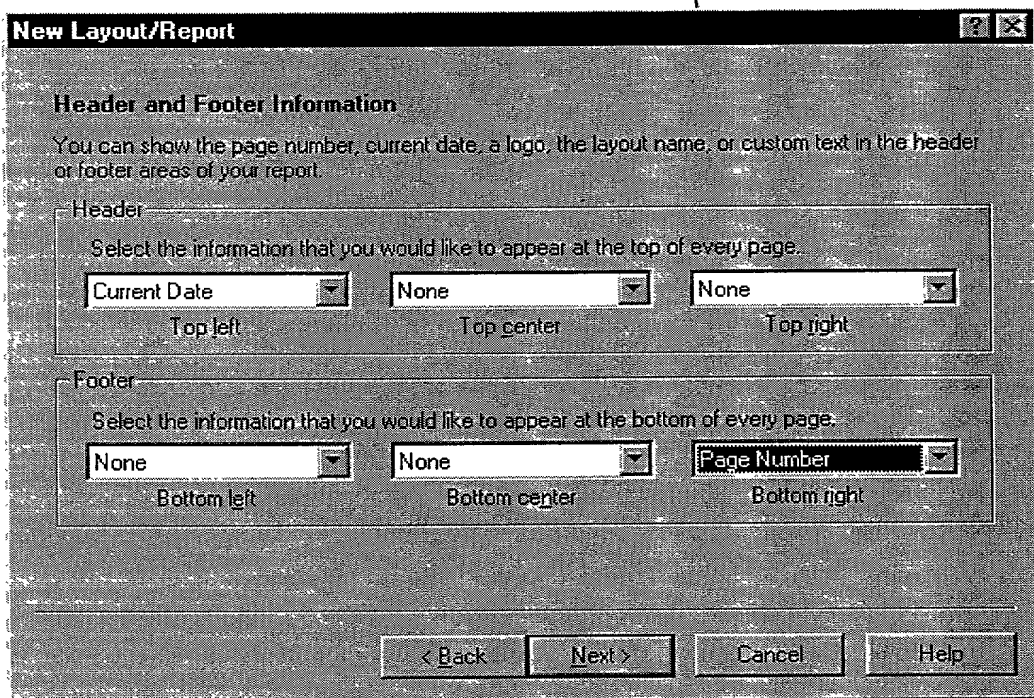 New Layout/Report
Header and Footer Information
You can show the page number, current date, a logo, the layout name, or custom text in the header
or footer areas of your report.
Header
Select the information that you would like to appear at the top of every page.
Current Date None None
Top left Top center Top right
Footer
Select the information that you would like to appear at the bottom of every page.
None None Page Number
Bottom left Bottom center Bottom right
< Back Next > Cancel Help